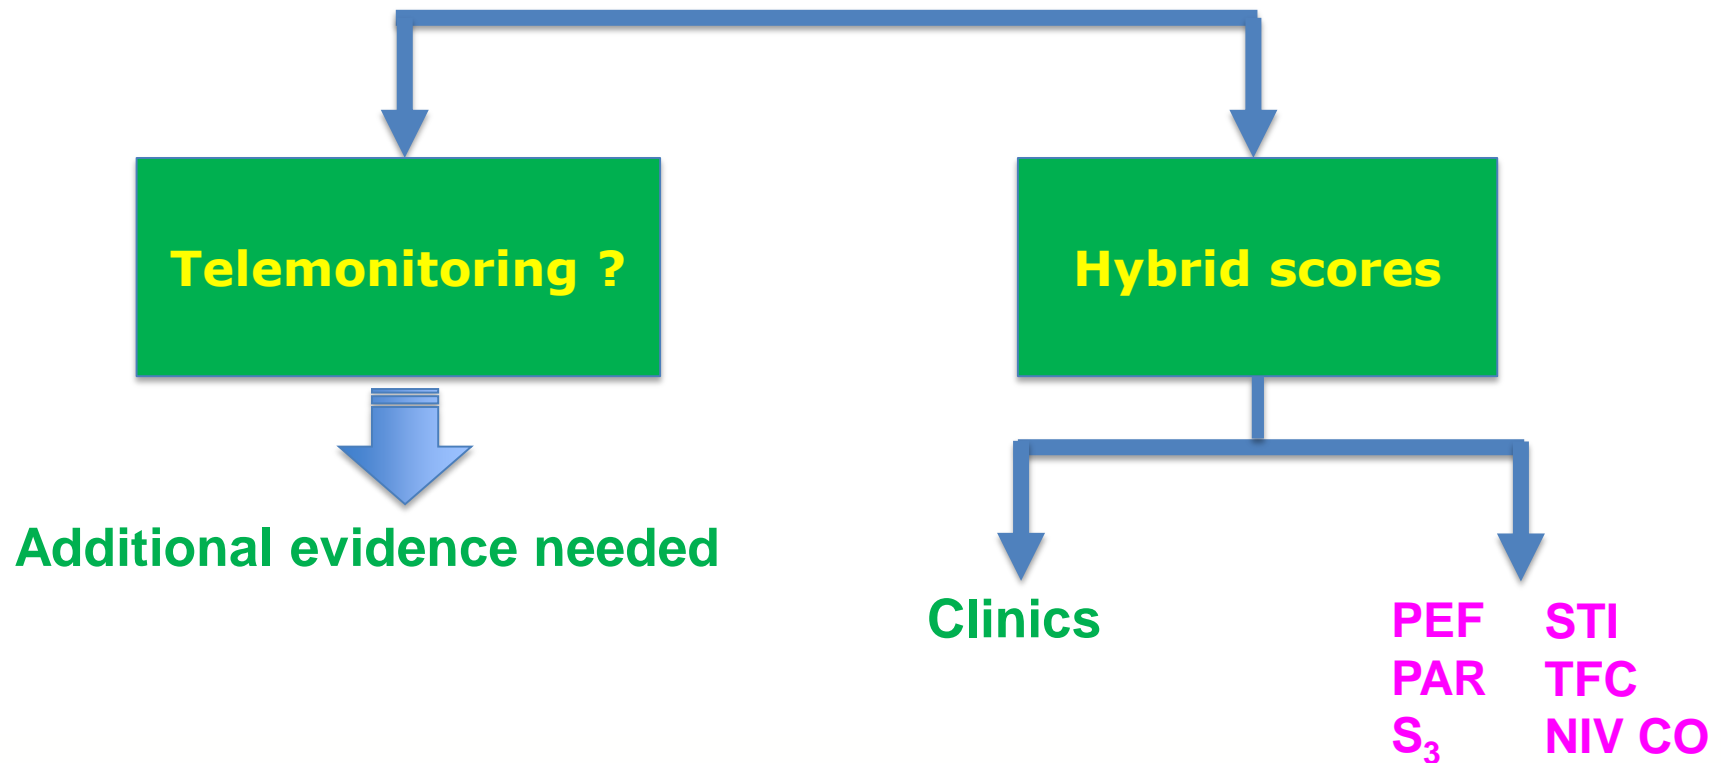 Telemonitoring ?
Hybrid scores
Additional evidence needed
Clinics
PEF STI
PAR TFC
S₃ NIV CO